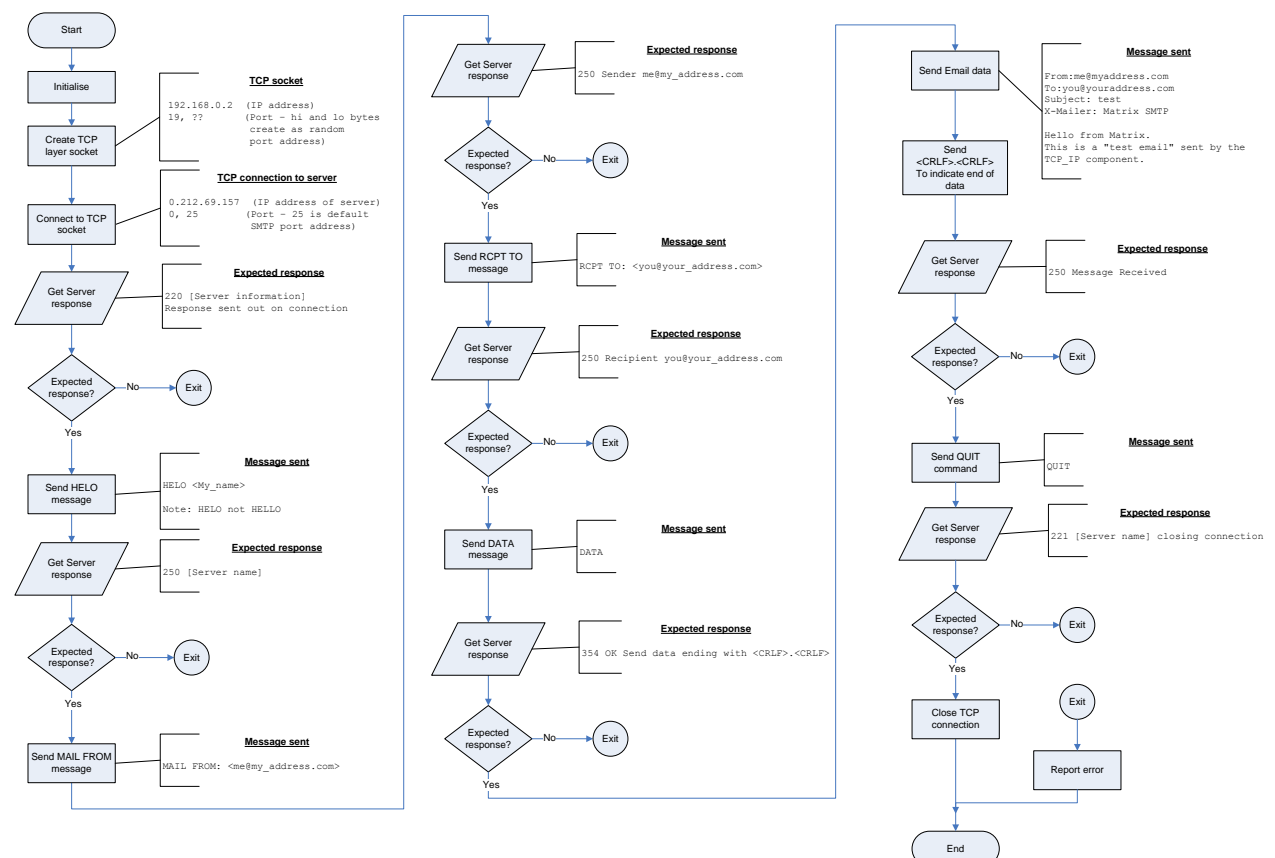 Start
Initialise
TCP socket
192.168.0.2 (IP address)
19, ?? (Port - hi and lo bytes
create as random
port address)
Create TCP
layer socket
TCP connection to server
0.212.69.157 (IP address of server)
0, 25 (Port - 25 is default
SMTP port address)
Connect to TCP
socket
Expected response
Get Server
response
220 [Server information]
Response sent out on connection
Expected
response?
No
Exit
Yes
Message sent
Send HELO
message
HELO <My_name>
Note: HELO not HELLO
Expected response
Get Server
response
250 [Server name]
Expected
response?
No
Exit
Yes
Message sent
Send MAIL FROM
message
MAIL FROM: <me@my_address.com>
Expected response
Get Server
response
250 Sender me@my_address.com
Expected
response?
No
Exit
Yes
Message sent
Send RCPT TO
message
RCPT TO: <you@your_address.com>
Expected response
Get Server
response
250 Recipient you@your_address.com
Expected
response?
No
Exit
Yes
Message sent
Send DATA
message
DATA
Expected response
Get Server
response
354 OK Send data ending with <CRLF>.<CRLF>
Expected
response?
No
Exit
Yes
Message sent
Send Email data
From:me@myaddress.com
To:you@youraddress.com
Subject: test
X-Mailer: Matrix SMTP
Hello from Matrix.
This is a "test email" sent by the
TCP_IP component.
Send
<CRLF>.<CRLF>
To indicate end of
data
Expected response
Get Server
response
250 Message Received
Expected
response?
No
Exit
Yes
Message sent
Send QUIT
command
QUIT
Expected response
Get Server
response
221 [Server name] closing connection
Expected
response?
No
Exit
Yes
Close TCP
connection
Exit
Report error
End